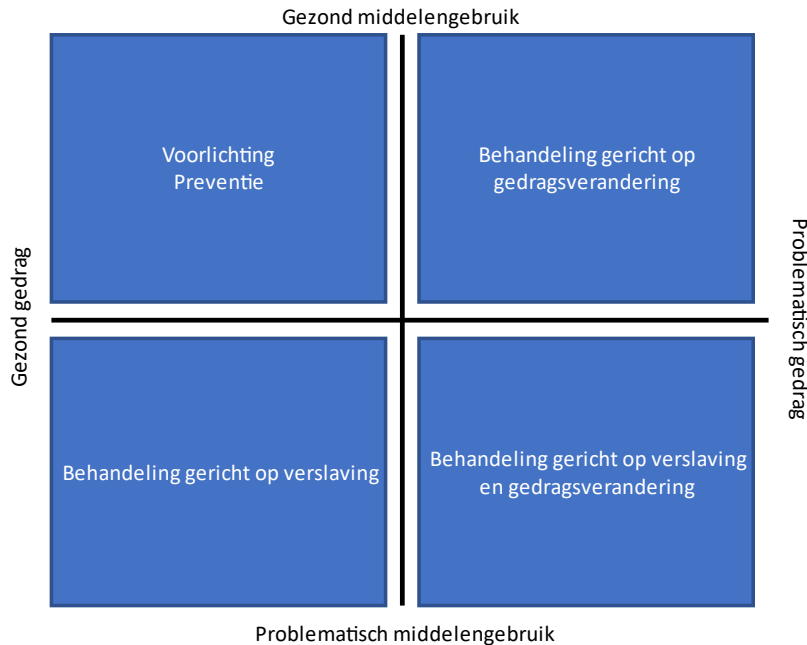 Gezond middelengebruik
Voorlichting
Preventie
Behandeling gericht op
gedragsverandering
Gezond gedrag
Problematisch gedrag
Behandeling gericht op verslaving
Behandeling gericht op verslaving
en gedragsverandering
Problematisch middelengebruik